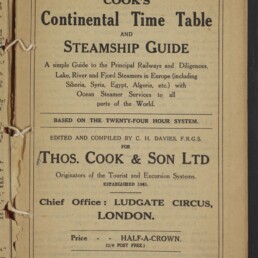 COOK'S
Continental Time Table
AND
STEAMSHIP GUIDE
A simple Guide to the Principal Railways and Diligences,
Lake, River and Fjord Steamers in Europe (including
Siberia, Syria, Egypt, Algeria, etc.) with
Ocean Steamer Services to all
parts of the World.
BASED ON THE TWENTY-FOUR HOUR SYSTEM.
EDITED AND COMPILED BY C. H. DAVIES, F.R.G.S.
FOR
THOS. COOK & SON LTD
Originators of the Tourist and Excursion Systems.
ESTABLISHED 1841.
Chief Office: LUDGATE CIRCUS,
LONDON.
Price - - HALF-A-CROWN.
(2/9 POST FREE.)